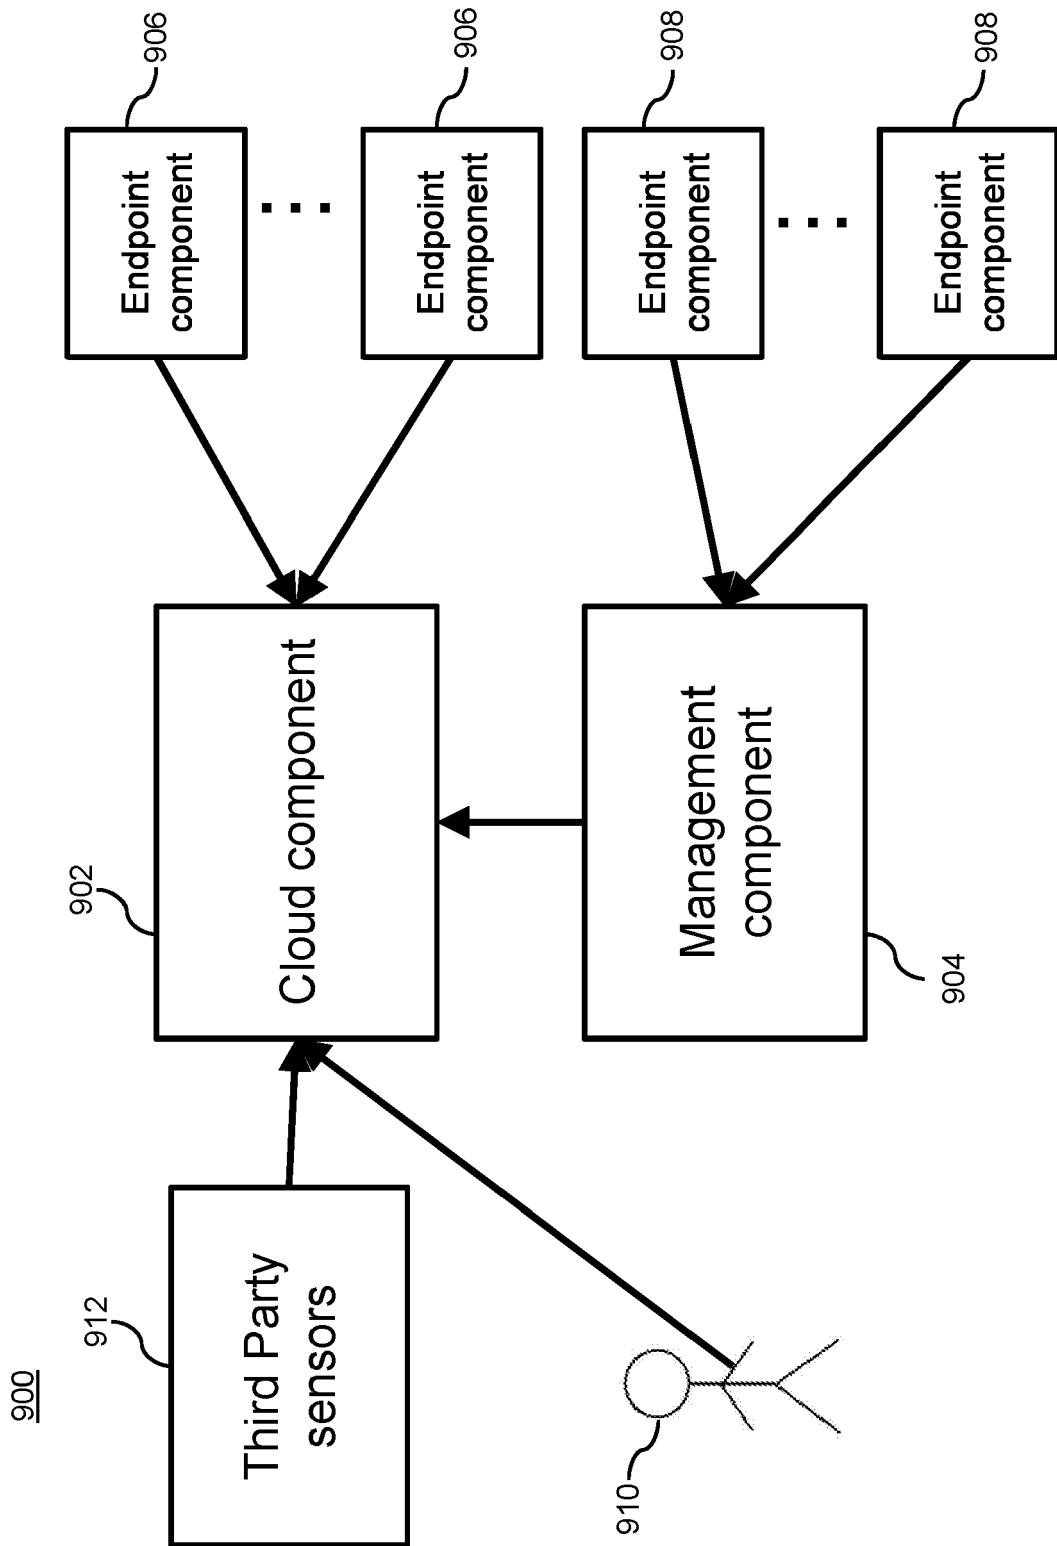 900
912
Third Party
sensors
910
902
Cloud component
Management
component
904
Endpoint
component
906
Endpoint
component
906
Endpoint
component
908
Endpoint
component
908